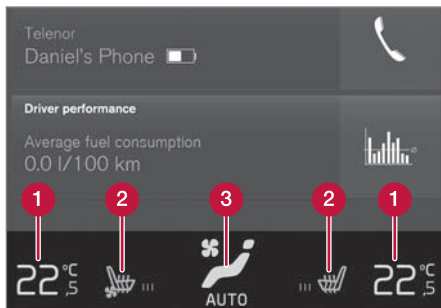 Telenor
Daniel's Phone
Driver performance
Average fuel consumption
0.0 l/100 km
1 2 3 2 1
22,5 °C 22,5 °C
AUTO